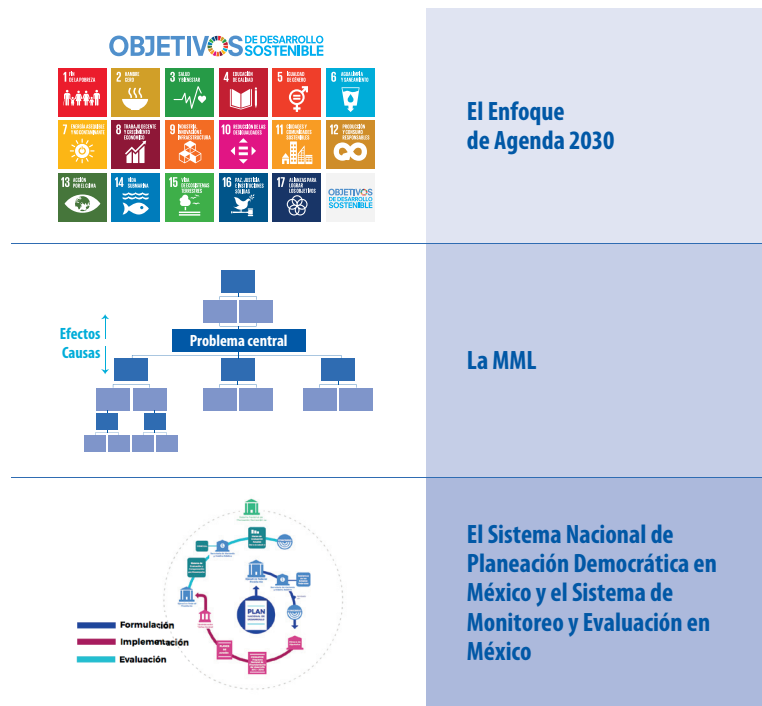 OBJETIVOS DE DESARROLLO SOSTENIBLE
1 FIN DE LA POBREZA
2 HAMBRE CERO
3 SALUD Y BIENESTAR
4 EDUCACIÓN DE CALIDAD
5 IGUALDAD DE GÉNERO
6 AGUA LIMPIA Y SANEAMIENTO
7 ENERGÍA ASEQUIBLE Y NO CONTAMINANTE
8 TRABAJO DECENTE Y CRECIMIENTO ECONÓMICO
9 INDUSTRIA, INNOVACIÓN E INFRAESTRUCTURA
10 REDUCCIÓN DE LAS DESIGUALDADES
11 CIUDADES Y COMUNIDADES SOSTENIBLES
12 PRODUCCIÓN Y CONSUMO RESPONSABLES
13 ACCIÓN POR EL CLIMA
14 VIDA SUBMARINA
15 VIDA DE ECOSISTEMAS TERRESTRES
16 PAZ, JUSTICIA E INSTITUCIONES SÓLIDAS
17 ALIANZAS PARA LOGRAR LOS OBJETIVOS
OBJETIVOS
DE DESARROLLO
SOSTENIBLE
El Enfoque
de Agenda 2030
Efectos
Causas
Problema central
La MML
PLAN
Formulación
Implementación
Evaluación
El Sistema Nacional de
Planeación Democrática en
México y el Sistema de
Monitoreo y Evaluación en
México